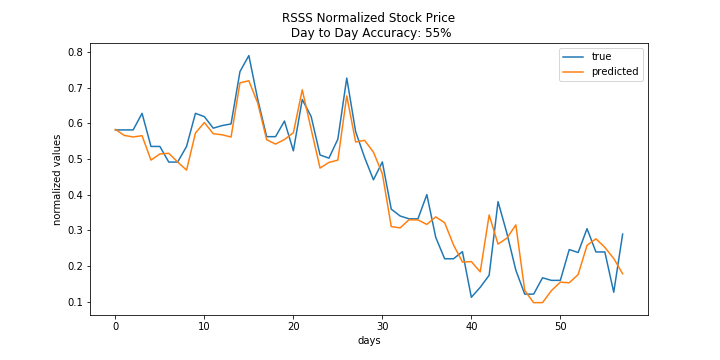 RSSS Normalized Stock Price
Day to Day Accuracy: 55%
true
predicted
normalized values
0.8
0.7
0.6
0.5
0.4
0.3
0.2
0.1
0 10 20 30 40 50
days